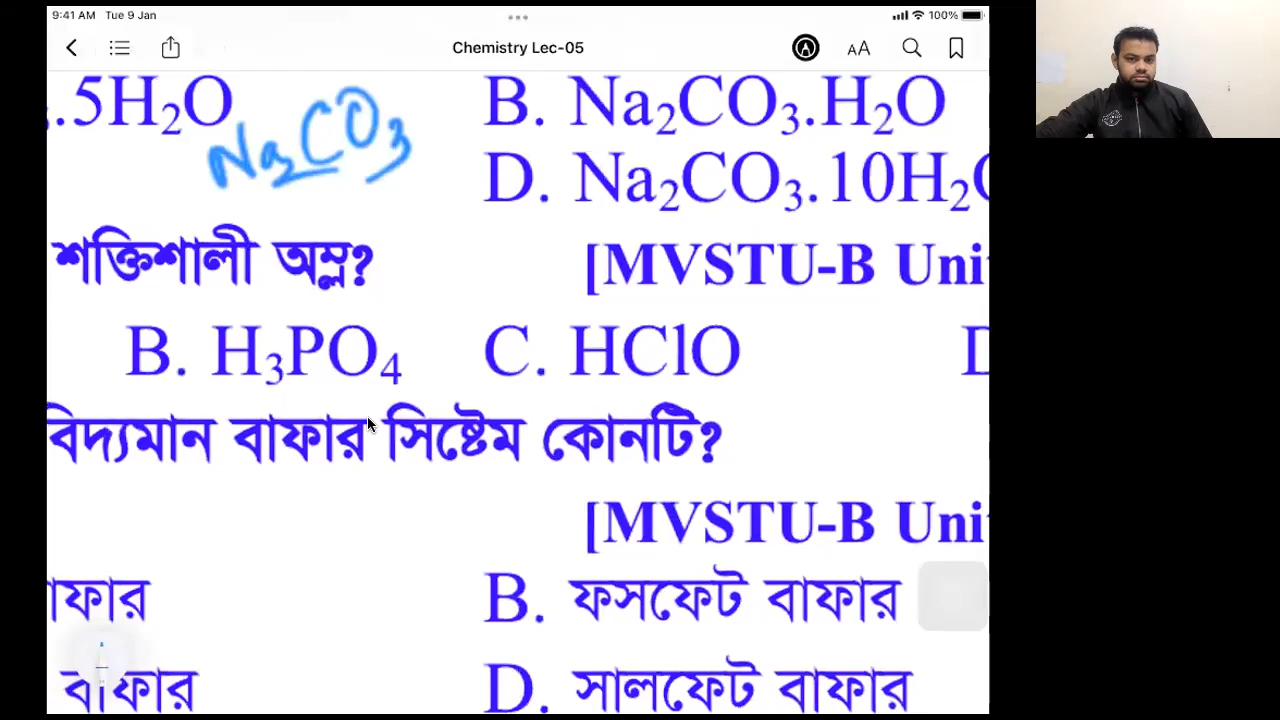 9:41 AM Tue 9 Jan
100%
Chemistry Lec-05
AA
.5H₂O B. Na₂CO₃.H₂O
Na₂CO₃
D. Na₂CO₃.10H₂
শক্তিশালী অম্ল? [MVSTU-B Uni
B. H₃PO₄ C. HClO
বিদ্যমান বাফার সিষ্টেম কোনটি?
[MVSTU-B Uni
বাফার B. ফসফেট বাফার
বাফার D. সালফেট বাফার